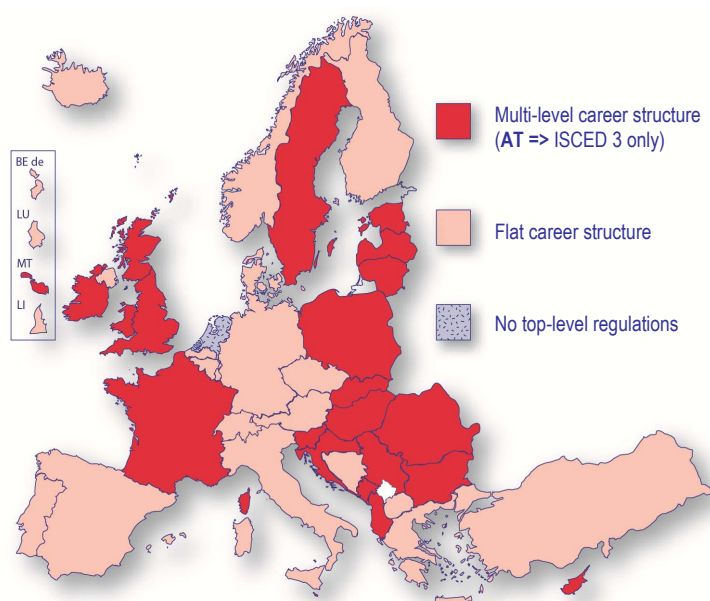 Multi-level career structure
(AT => ISCED 3 only)
BE de
LU
Flat career structure
MT
LI
No top-level regulations